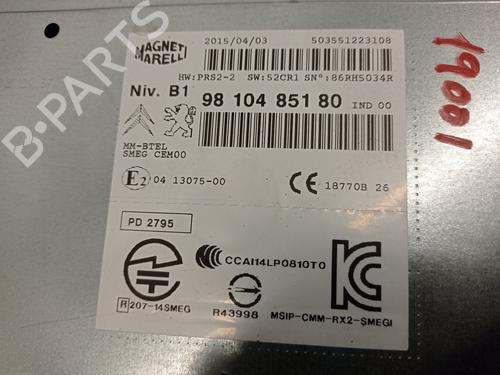 MAGNETI
MARELLI
2015/04/03 503551223108
HW:PRS2-2 SW:52CR1 SN°:86RH5034R
Niv. B1 98 104 851 80 IND 00
MM-BTEL
SMEG CEM00
E2 04 13075-00 CE 18770B 26
PD 2795
CCAI14LP0810T0
R 207-14SMEG R43998 MSIP-CMM-RX2-SMEGI
19001
B-PARTS